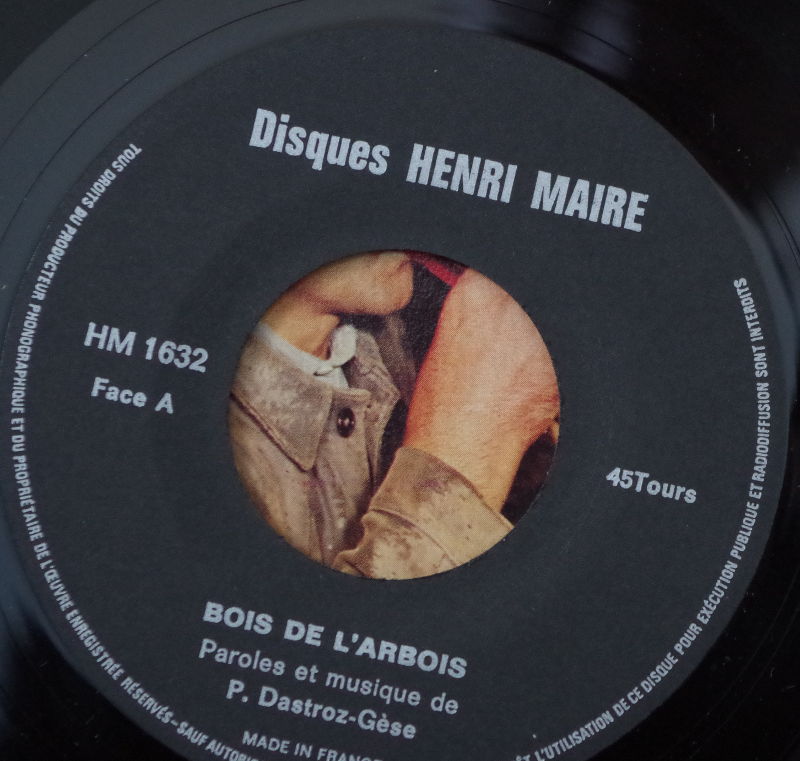 Disques HENRI MAIRE
HM 1632
Face A
45Tours
BOIS DE L'ARBOIS
Paroles et musique de
P. Dastroz-Gèse
MADE IN FRANCE
TOUS DROITS DU PRODUCTEUR PHONOGRAPHIQUE ET DU PROPRIÉTAIRE DE L'ŒUVRE ENREGISTRÉE RÉSERVÉS-SAUF
ET L'UTILISATION DE CE DISQUE POUR EXÉCUTION PUBLIQUE ET RADIODIFFUSION SONT INTERDITS